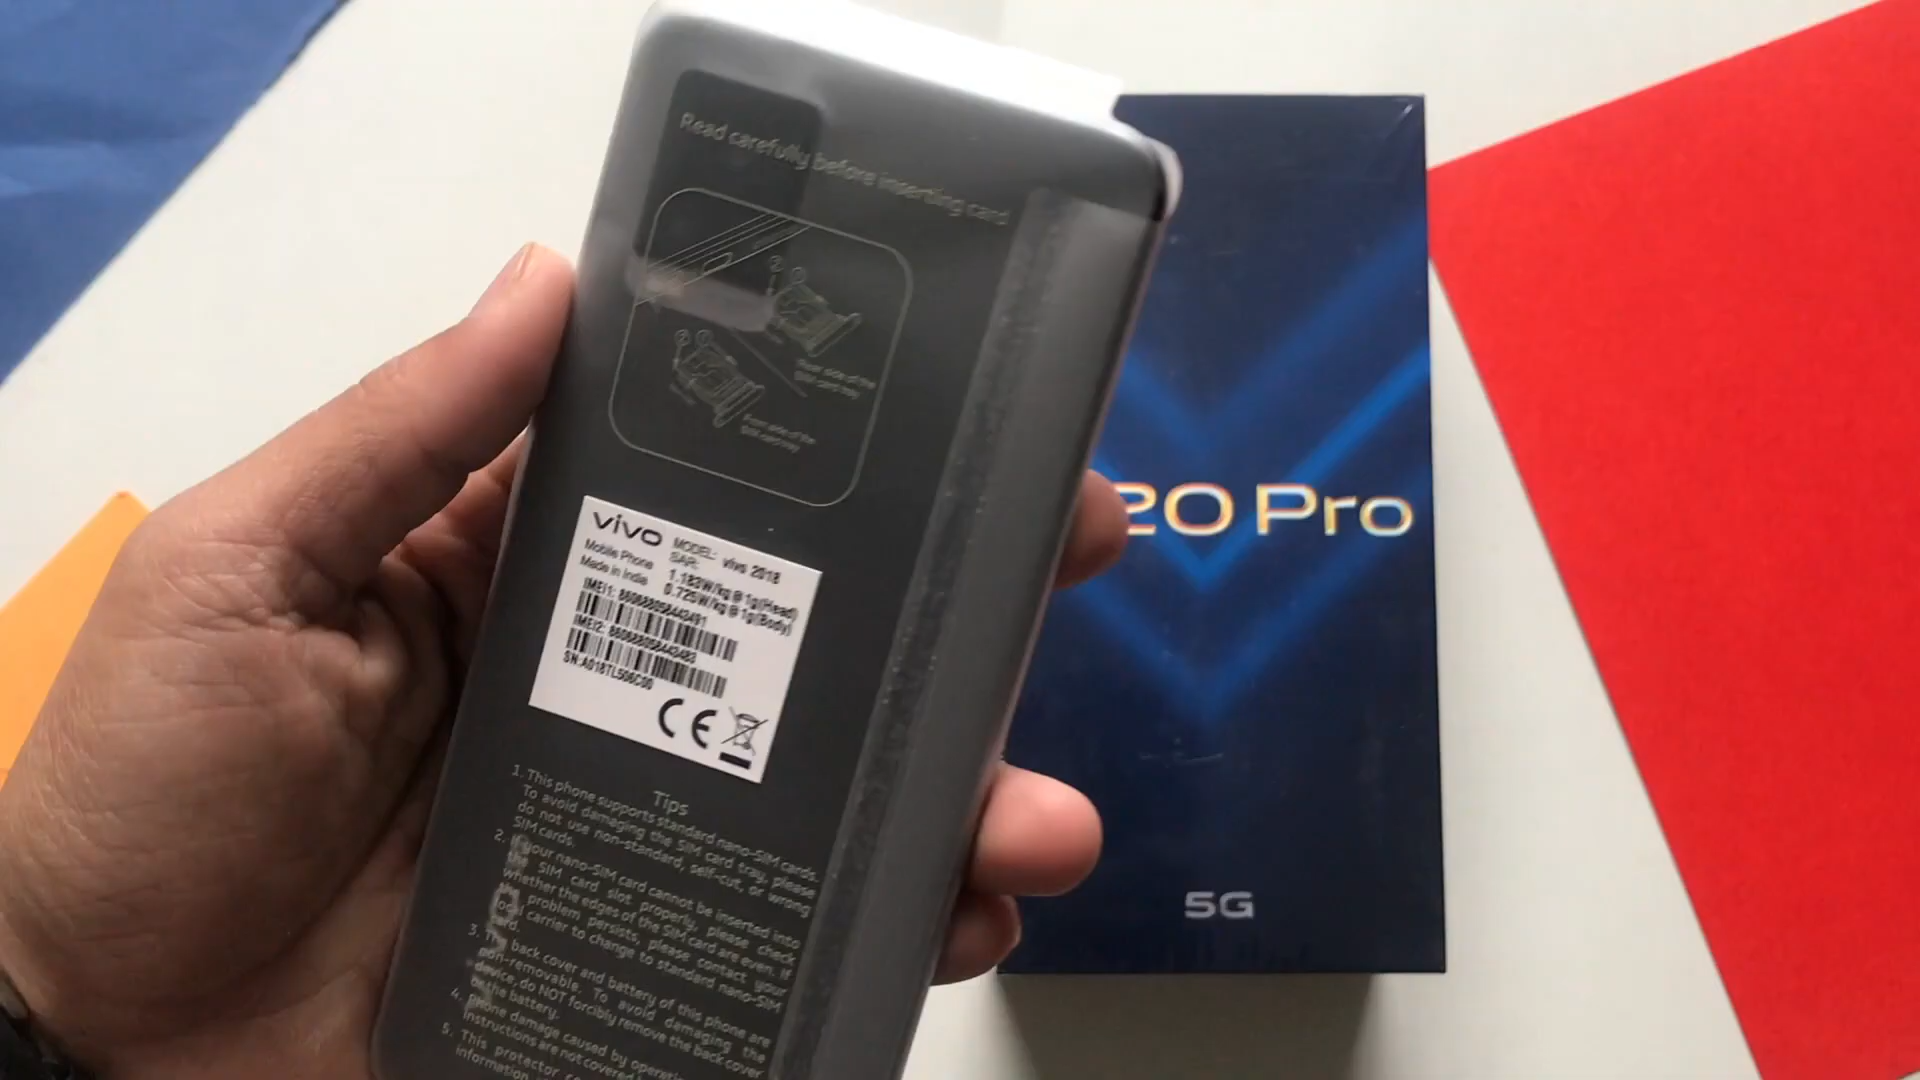 Read carefully before inserting card
Rear side of the
SIM card tray
Front side of the
SIM card tray
vivo
Mobile Phone
Made in India
MODEL: vivo 2018
SAR:
1.183W/kg @ 1g(Head)
0.725W/kg @ 1g(Body)
IMEI1: 860688058443491
IMEI2: 860688058443483
SN:A018TL506C00
CE
Tips
1. This phone supports standard nano-SIM cards.
To avoid damaging the SIM card tray, please
do not use non-standard, self-cut, or wrong
SIM cards.
2. If your nano-SIM card cannot be inserted into
the SIM card slot properly, please check
whether the edges of the SIM card are even. If
the problem persists, please contact your
local carrier to change to standard nano-SIM
card.
3. The back cover and battery of this phone are
non-removable. To avoid damaging the
device, do NOT forcibly remove the back cover
or the battery.
4. Phone damage caused by
instructions are not covered
5. This protector
information
20 Pro
5G